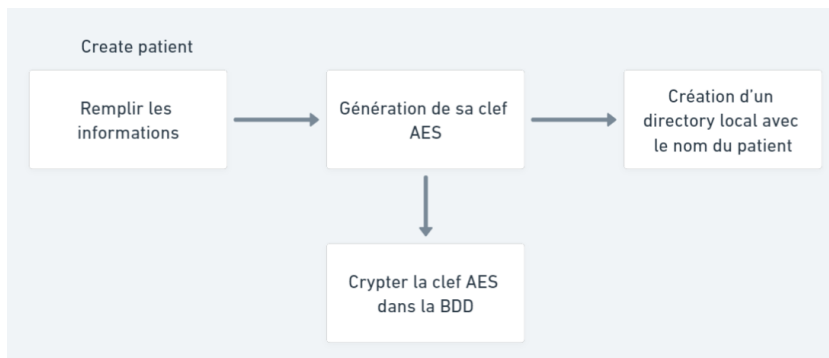 Create patient
Remplir les
informations
Génération de sa clef
AES
Création d'un
directory local avec
le nom du patient
Crypter la clef AES
dans la BDD